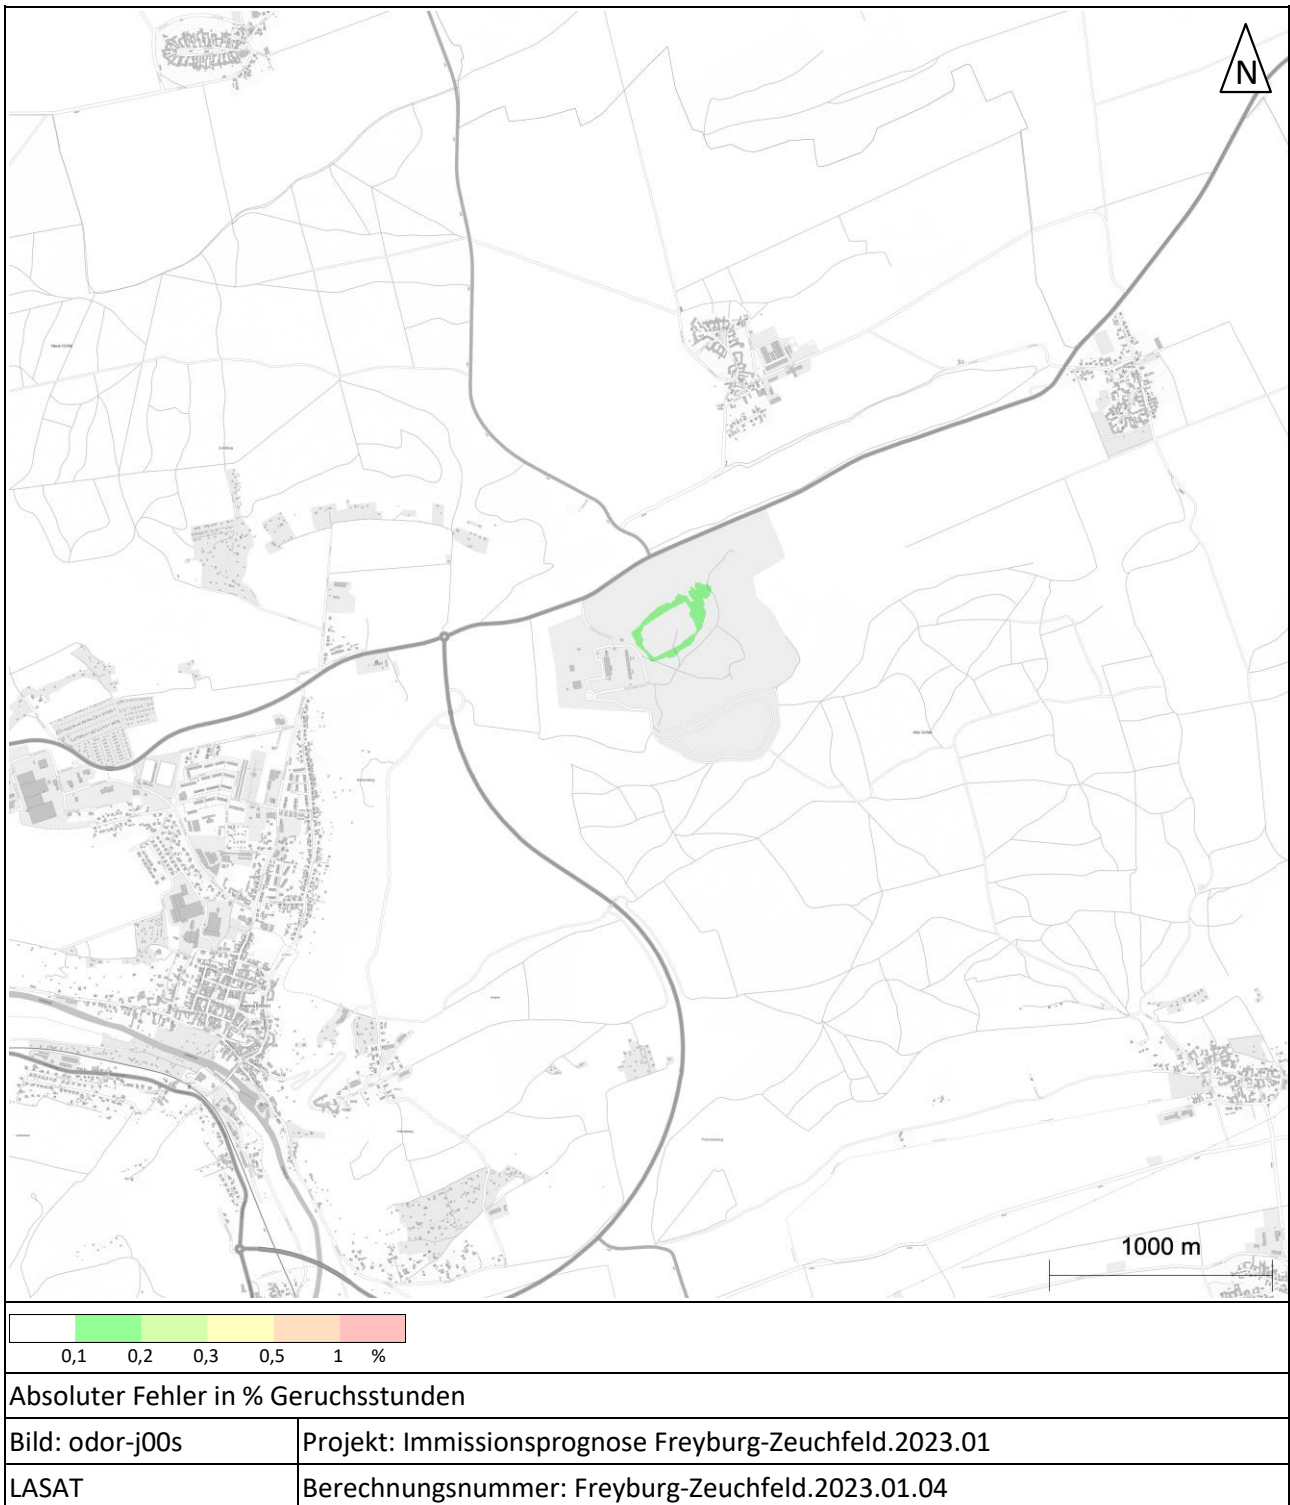 N
1000 m
0,1 0,2 0,3 0,5 1 %
Absoluter Fehler in % Geruchsstunden
Bild: odor-j00s
Projekt: Immissionsprognose Freyburg-Zeuchfeld.2023.01
LASAT
Berechnungsnummer: Freyburg-Zeuchfeld.2023.01.04